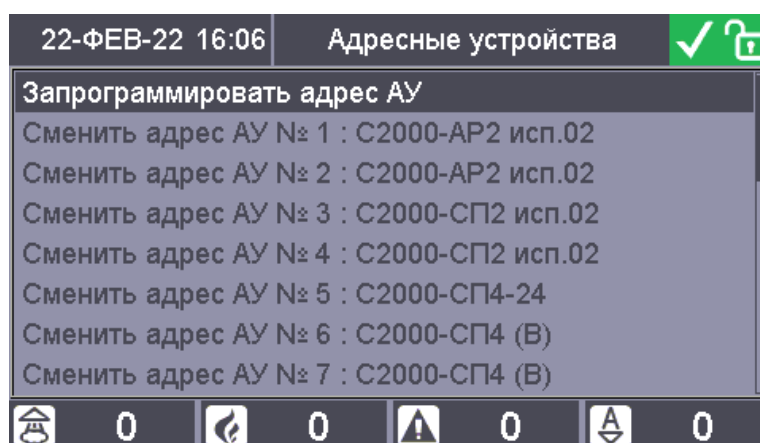 22-ФЕВ-22 16:06 Адресные устройства
Запрограммировать адрес АУ
Сменить адрес АУ № 1 : С2000-АР2 исп.02
Сменить адрес АУ № 2 : С2000-АР2 исп.02
Сменить адрес АУ № 3 : С2000-СП2 исп.02
Сменить адрес АУ № 4 : С2000-СП2 исп.02
Сменить адрес АУ № 5 : С2000-СП4-24
Сменить адрес АУ № 6 : С2000-СП4 (В)
Сменить адрес АУ № 7 : С2000-СП4 (В)
0 0 0 A 0